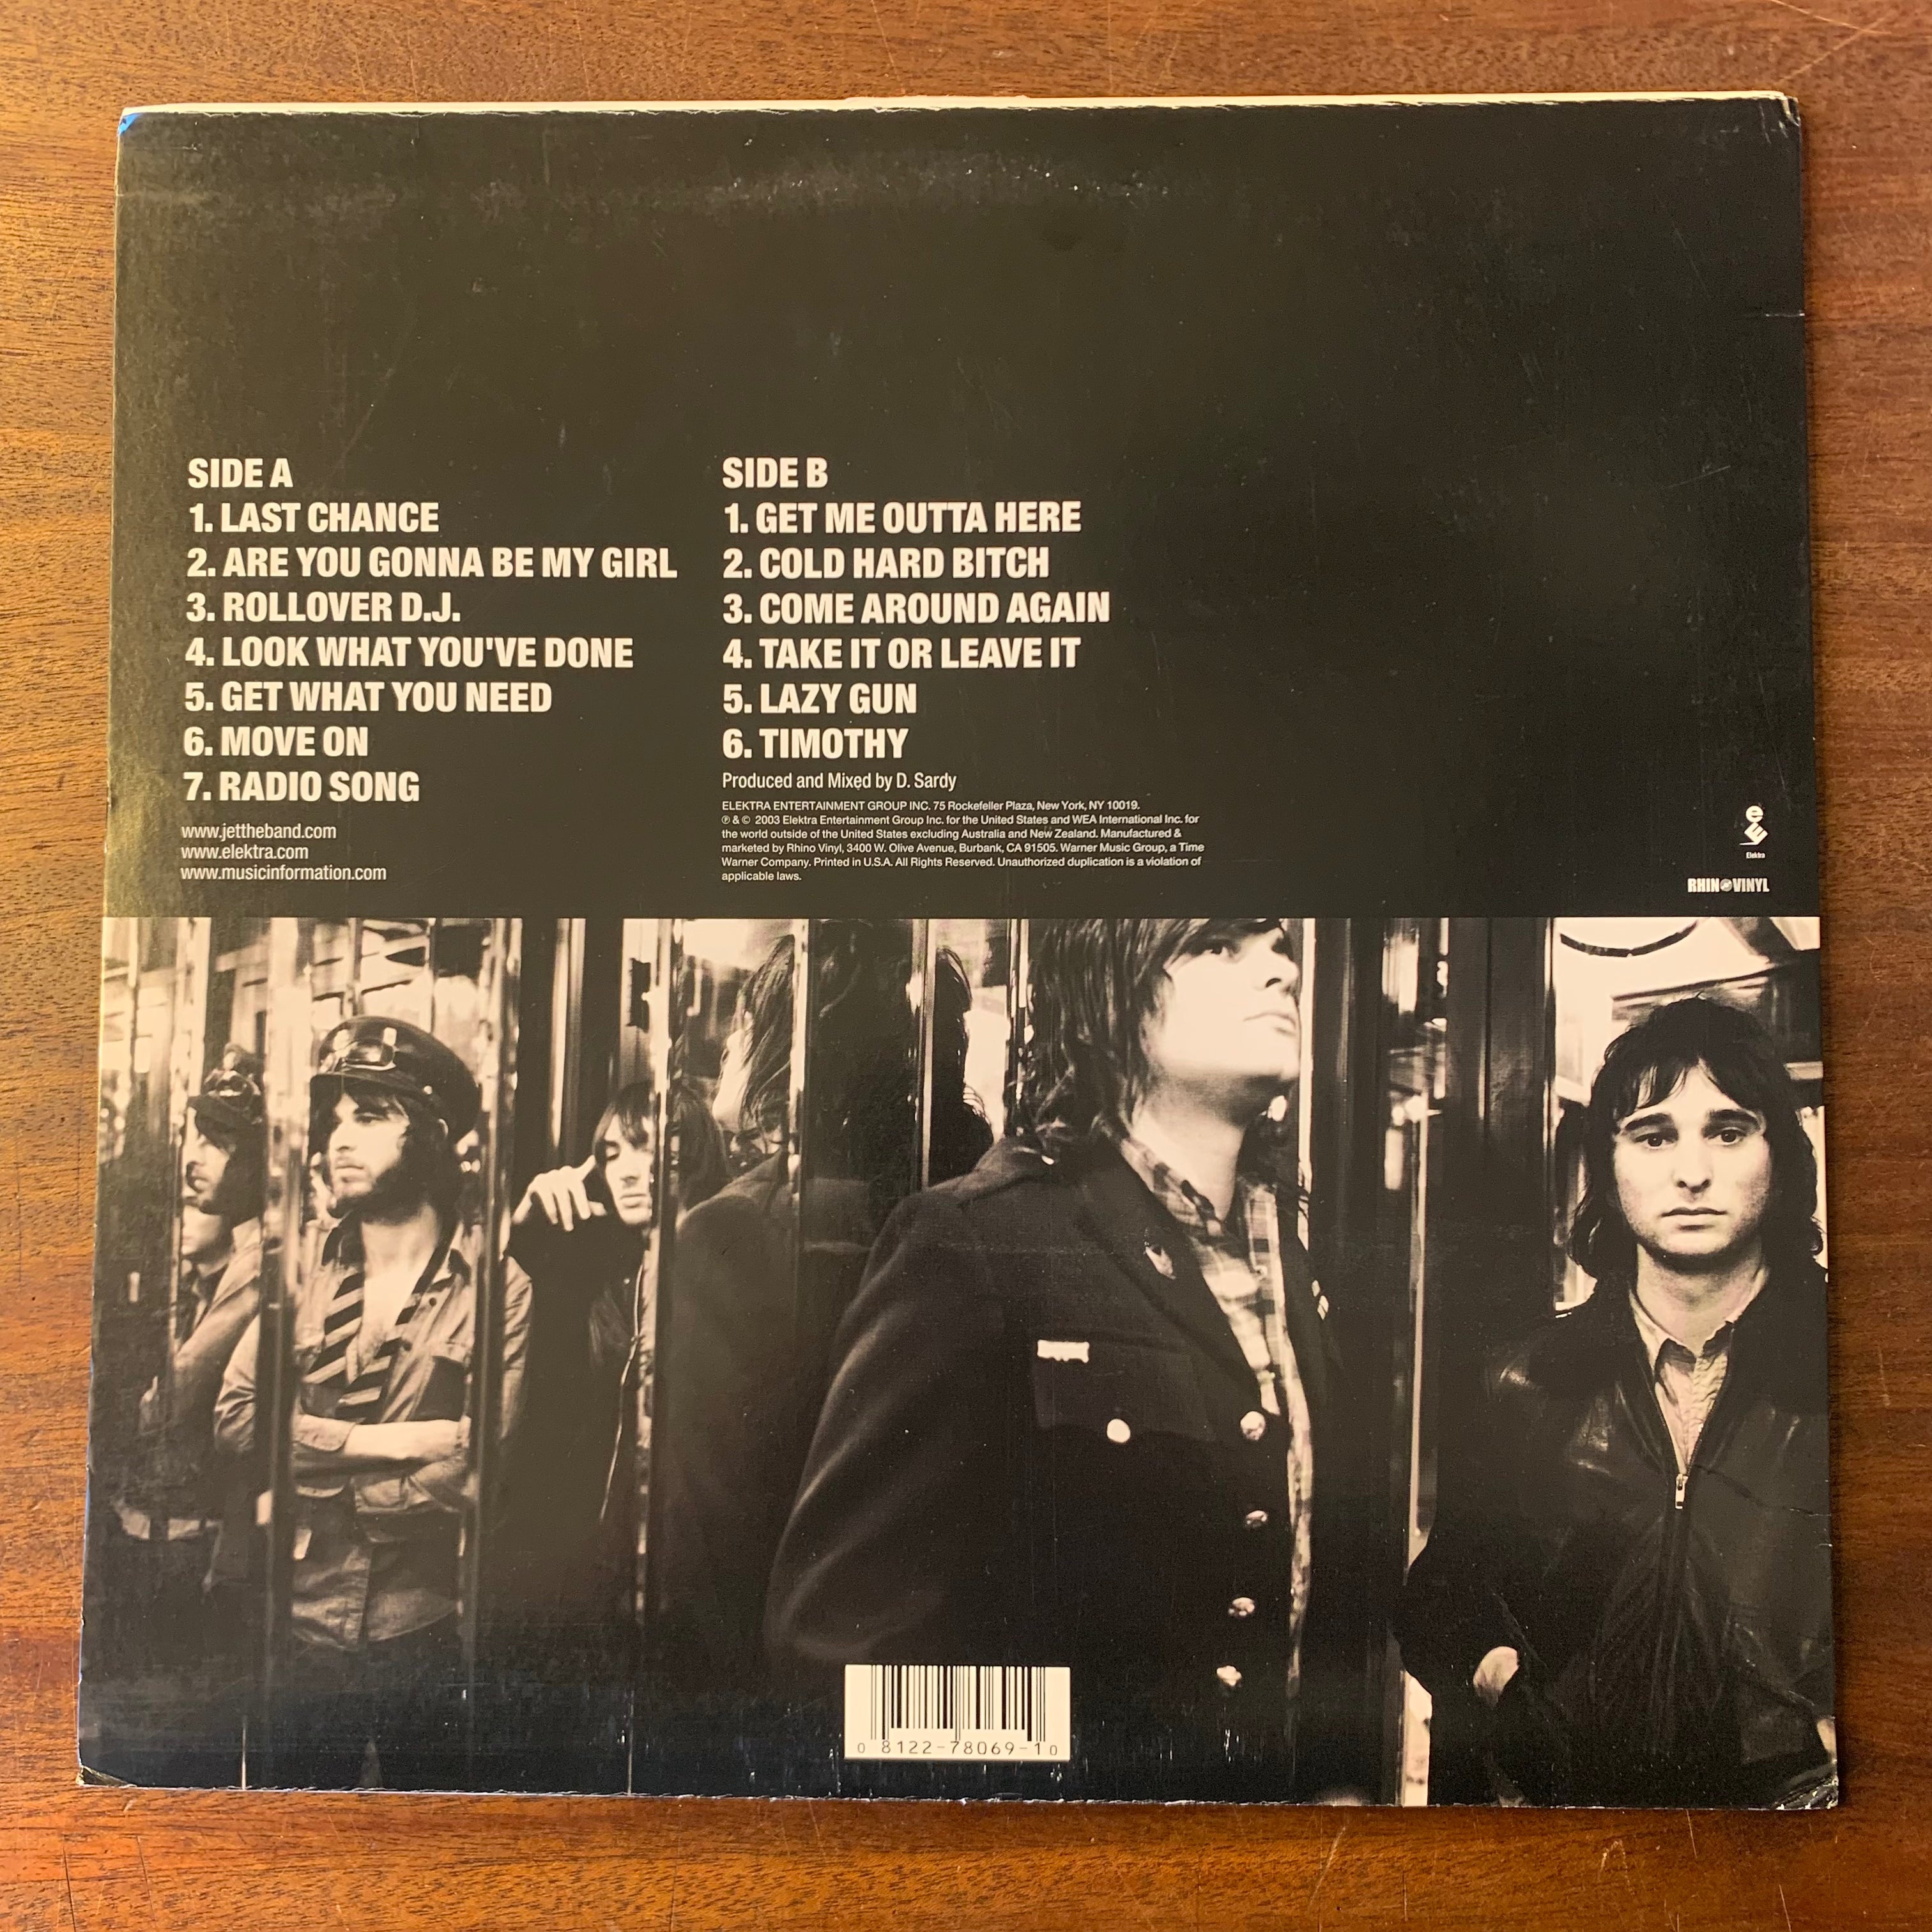 SIDE A
1. LAST CHANCE
2. ARE YOU GONNA BE MY GIRL
3. ROLLOVER D.J.
4. LOOK WHAT YOU'VE DONE
5. GET WHAT YOU NEED
6. MOVE ON
7. RADIO SONG
www.jettheband.com
www.elektra.com
www.musicinformation.com
SIDE B
1. GET ME OUTTA HERE
2. COLD HARD BITCH
3. COME AROUND AGAIN
4. TAKE IT OR LEAVE IT
5. LAZY GUN
6. TIMOTHY
Produced and Mixed by D. Sardy
ELEKTRA ENTERTAINMENT GROUP INC. 75 Rockefeller Plaza, New York, NY 10019.
℗ & © 2003 Elektra Entertainment Group Inc. for the United States and WEA International Inc. for
the world outside of the United States excluding Australia and New Zealand. Manufactured &
marketed by Rhino Vinyl, 3400 W. Olive Avenue, Burbank, CA 91505. Warner Music Group, a Time
Warner Company. Printed in U.S.A. All Rights Reserved. Unauthorized duplication is a violation of
applicable laws.
Elektra
RHINO VINYL
0 8122-78069-1 0